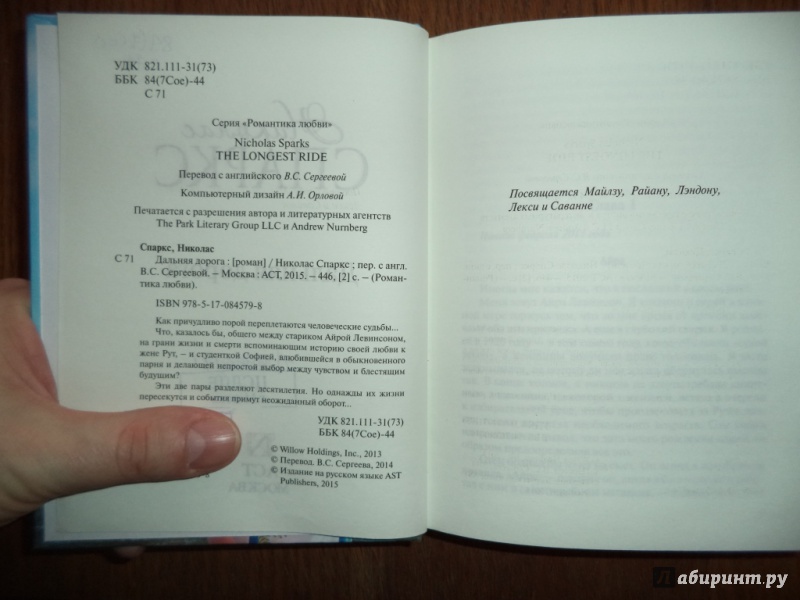 УДК 821.111-31(73)
ББК 84(7Сое)-44
С 71
Серия «Романтика любви»
Nicholas Sparks
THE LONGEST RIDE
Перевод с английского В.С. Сергеевой
Компьютерный дизайн А.И. Орловой
Печатается с разрешения автора и литературных агентств
The Park Literary Group LLC и Andrew Nurnberg
Спаркс, Николас
С 71 Дальняя дорога : [роман] / Николас Спаркс ; пер. с англ.
В.С. Сергеевой. – Москва : АСТ, 2015. – 446, [2] с. – (Роман-
тика любви).
ISBN 978-5-17-084579-8
Как причудливо порой переплетаются человеческие судьбы...
Что, казалось бы, общего между стариком Айрой Левинсоном,
на грани жизни и смерти вспоминающим историю своей любви к
жене Рут, – и студенткой Софией, влюбившейся в обыкновенного
парня и делающей непростой выбор между чувством и блестящим
будущим?
Эти две пары разделяют десятилетия. Но однажды их жизни
пересекутся и события примут неожиданный оборот...
УДК 821.111-31(73)
ББК 84(7Сое)-44
© Willow Holdings, Inc., 2013
© Перевод. В.С. Сергеева, 2014
© Издание на русском языке AST
Publishers, 2015
Посвящается Майлзу, Райану, Лэндону,
Лекси и Саванне
Лабиринт.ру